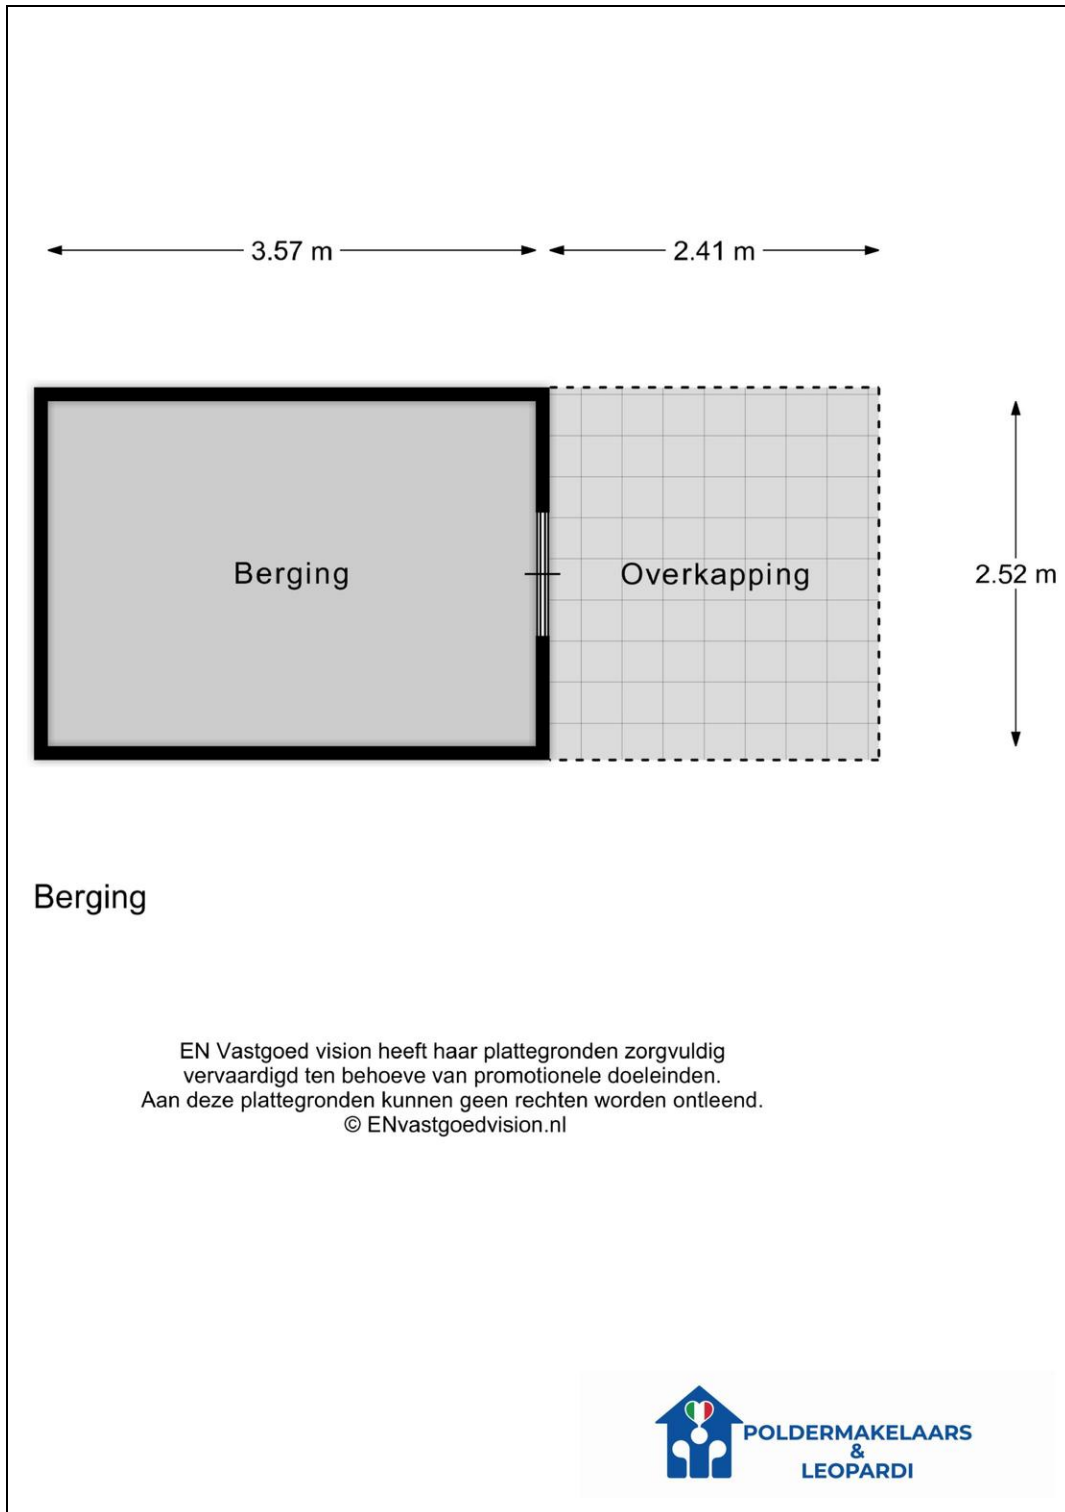 3.57 m
2.41 m
Berging
Overkapping
2.52 m
Berging
EN Vastgoed vision heeft haar plattegronden zorgvuldig
vervaardigd ten behoeve van promotionele doeleinden.
Aan deze plattegronden kunnen geen rechten worden ontleend.
© ENvastgoedvision.nl
POLDERMAKELAARS
&
LEOPARDI